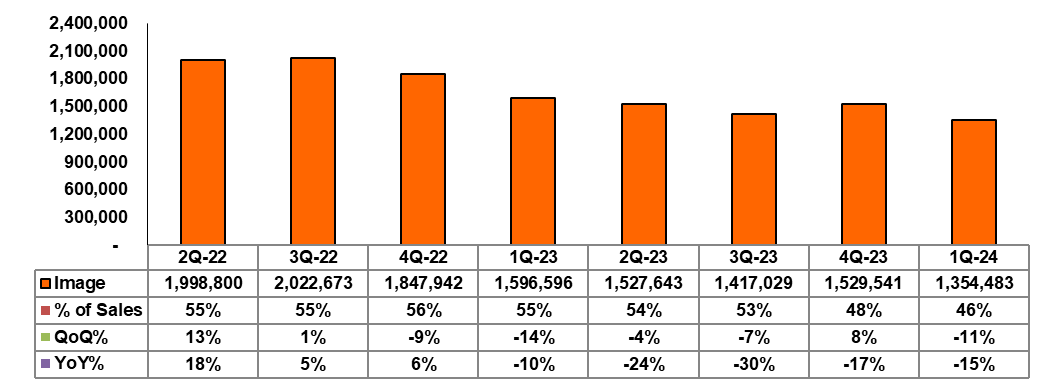 2,400,000
2,100,000
1,800,000
1,500,000
1,200,000
900,000
600,000
300,000
-
2Q-22 3Q-22 4Q-22 1Q-23 2Q-23 3Q-23 4Q-23 1Q-24
Image 1,998,800 2,022,673 1,847,942 1,596,596 1,527,643 1,417,029 1,529,541 1,354,483
% of Sales 55% 55% 56% 55% 54% 53% 48% 46%
QoQ% 13% 1% -9% -14% -4% -7% 8% -11%
YoY% 18% 5% 6% -10% -24% -30% -17% -15%